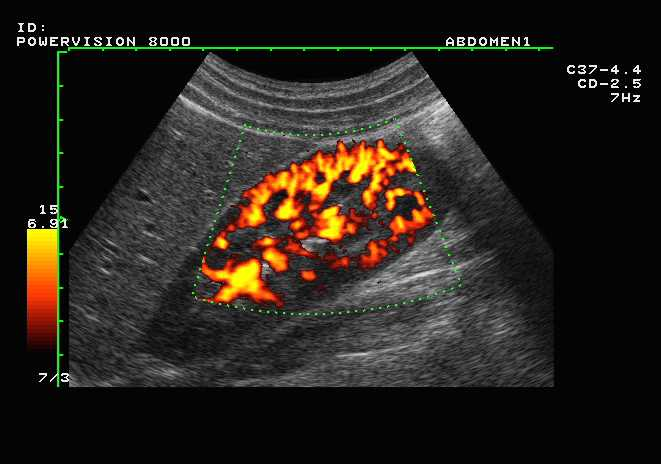 ID:
POWERVISION 8000
ABDOMEN1
C37-4.4
CD-2.5
7Hz
15
6.91
7/3